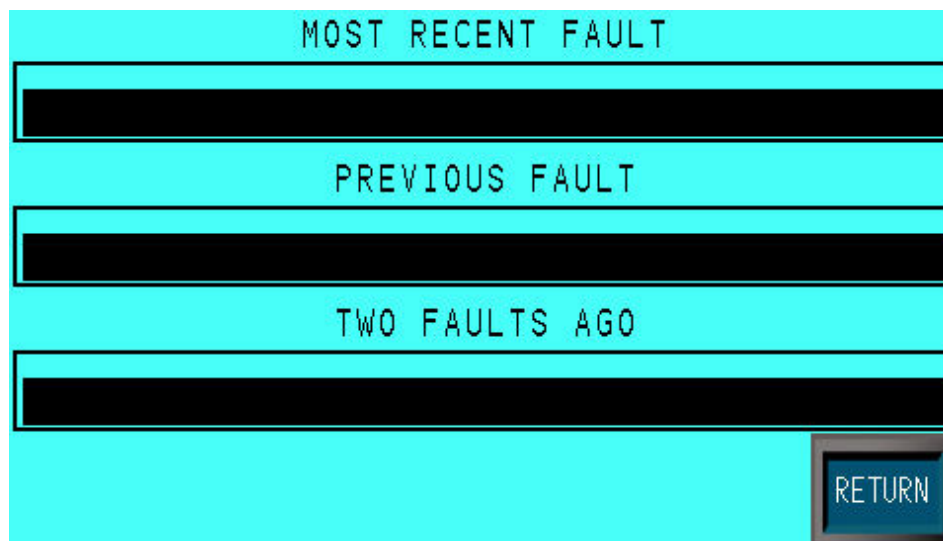 MOST RECENT FAULT
PREVIOUS FAULT
TWO FAULTS AGO
RETURN